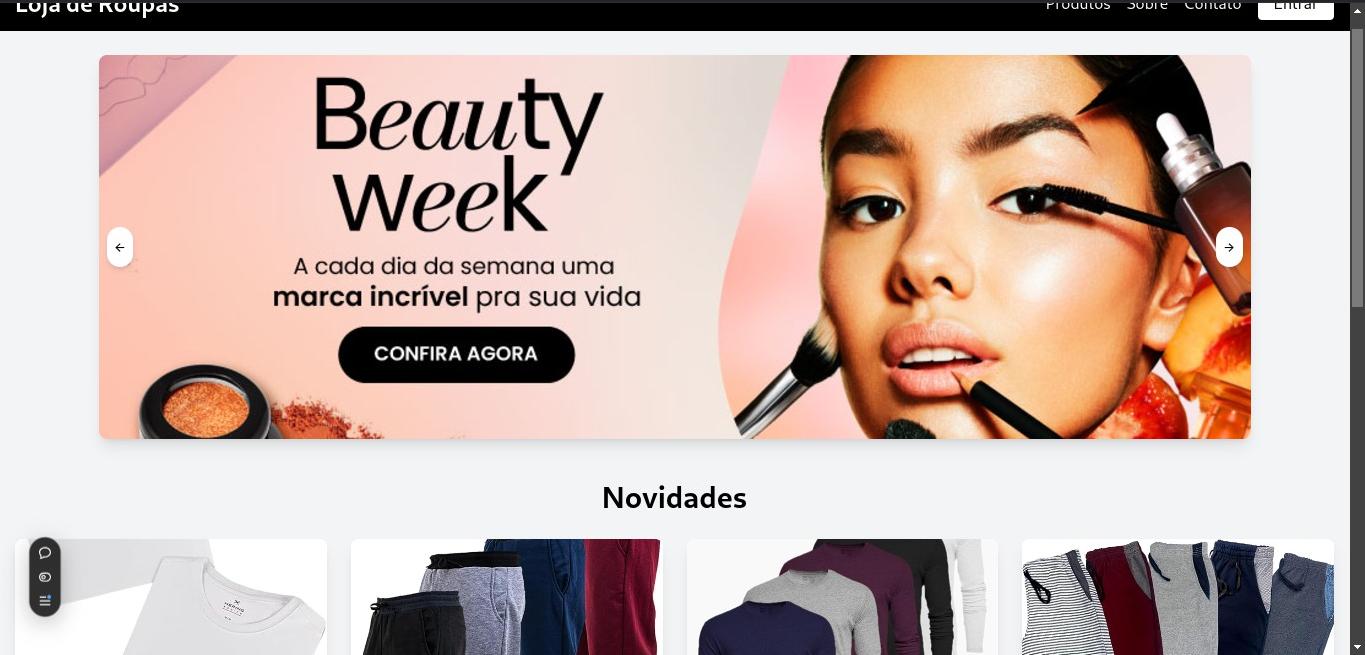 Loja de Roupas
Produtos Sobre Contato Entrar
Beauty
week
A cada dia da semana uma
marca incrível pra sua vida
CONFIRA AGORA
Novidades